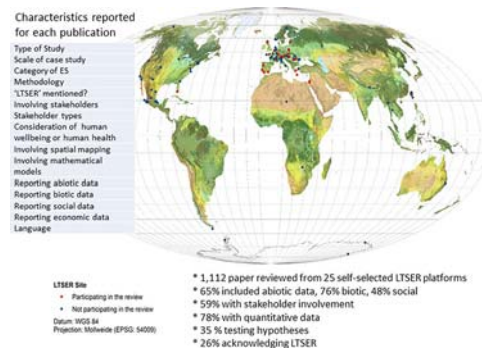 Characteristics reported
for each publication
Type of Study
Scale of case study
Category of ES
Methodology
'LTSER' mentioned?
Involving stakeholders
Stakeholder types
Consideration of human
wellbeing or human health
Involving spatial mapping
Involving mathematical
models
Reporting abiotic data
Reporting biotic data
Reporting social data
Reporting economic data
Language
LTSER Site
Participating in the review
Not participating in the review
Datum: WGS 84
Projection: Mollweide (EPSG: 54009)
* 1,112 paper reviewed from 25 self-selected LTSER platforms
* 65% included abiotic data, 76% biotic, 48% social
* 59% with stakeholder involvement
* 78% with quantitative data
* 35 % testing hypotheses
* 26% acknowledging LTSER